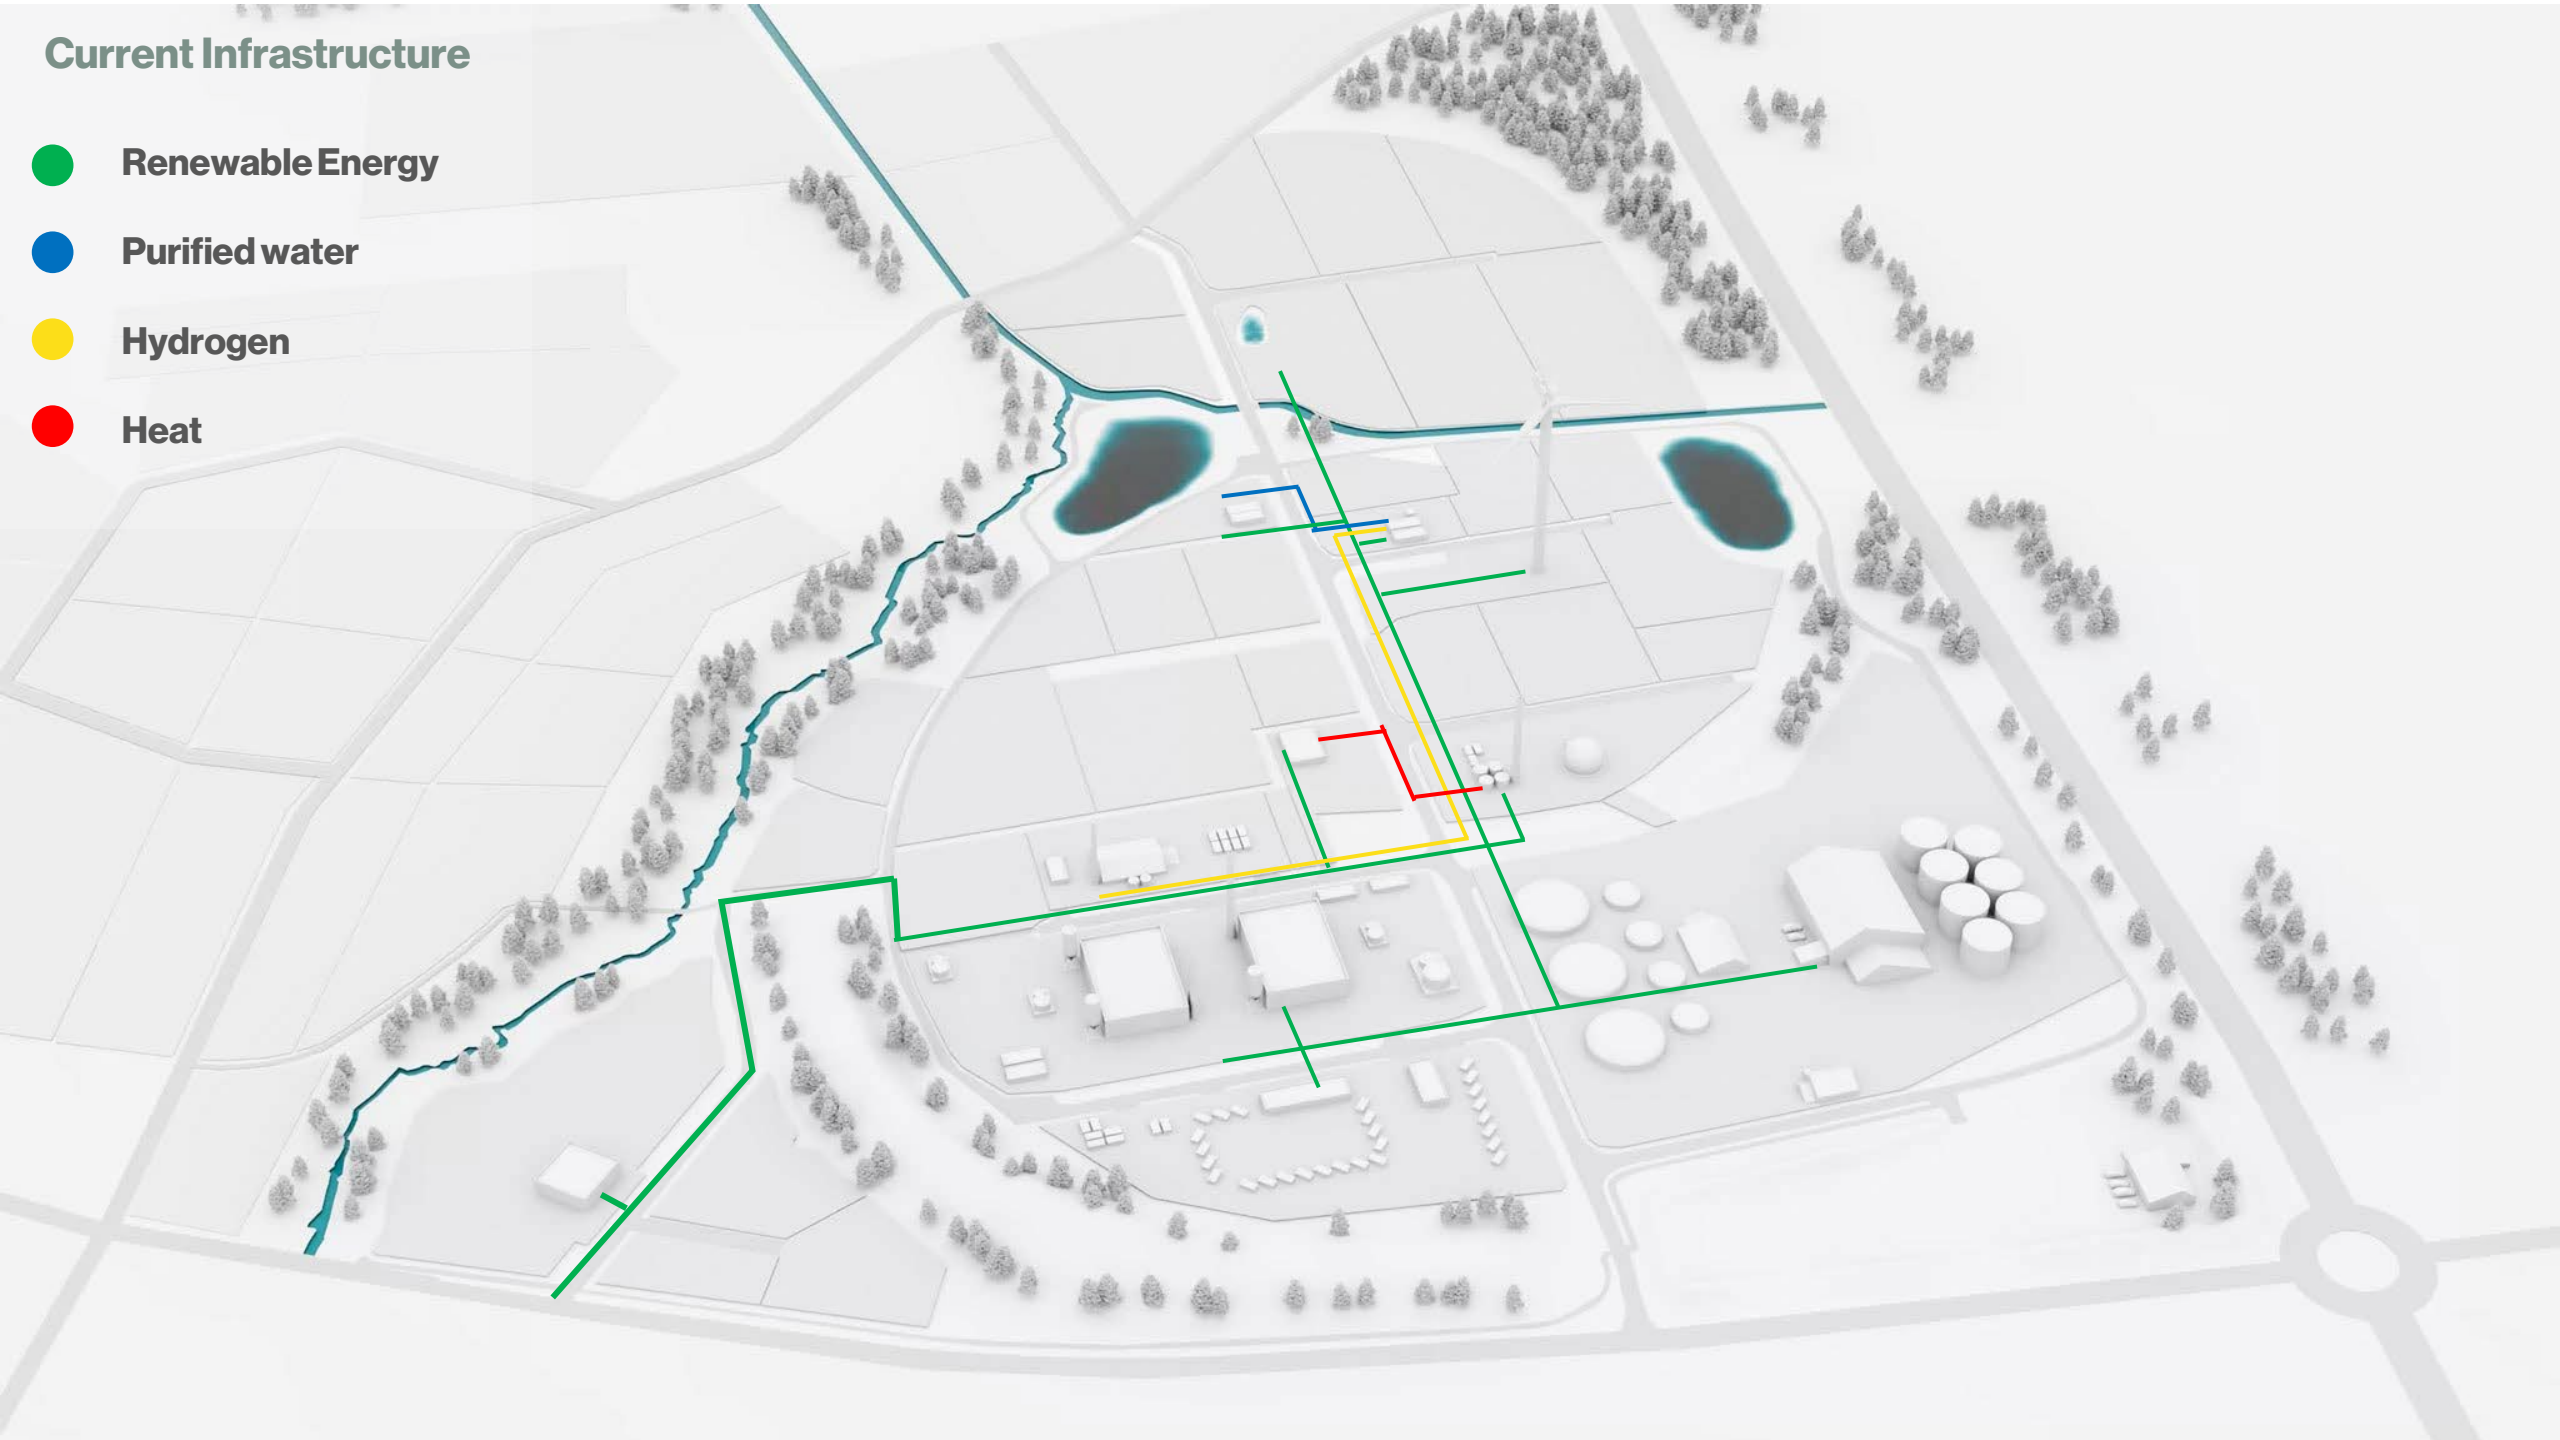 Current Infrastructure
Renewable Energy
Purified water
Hydrogen
Heat